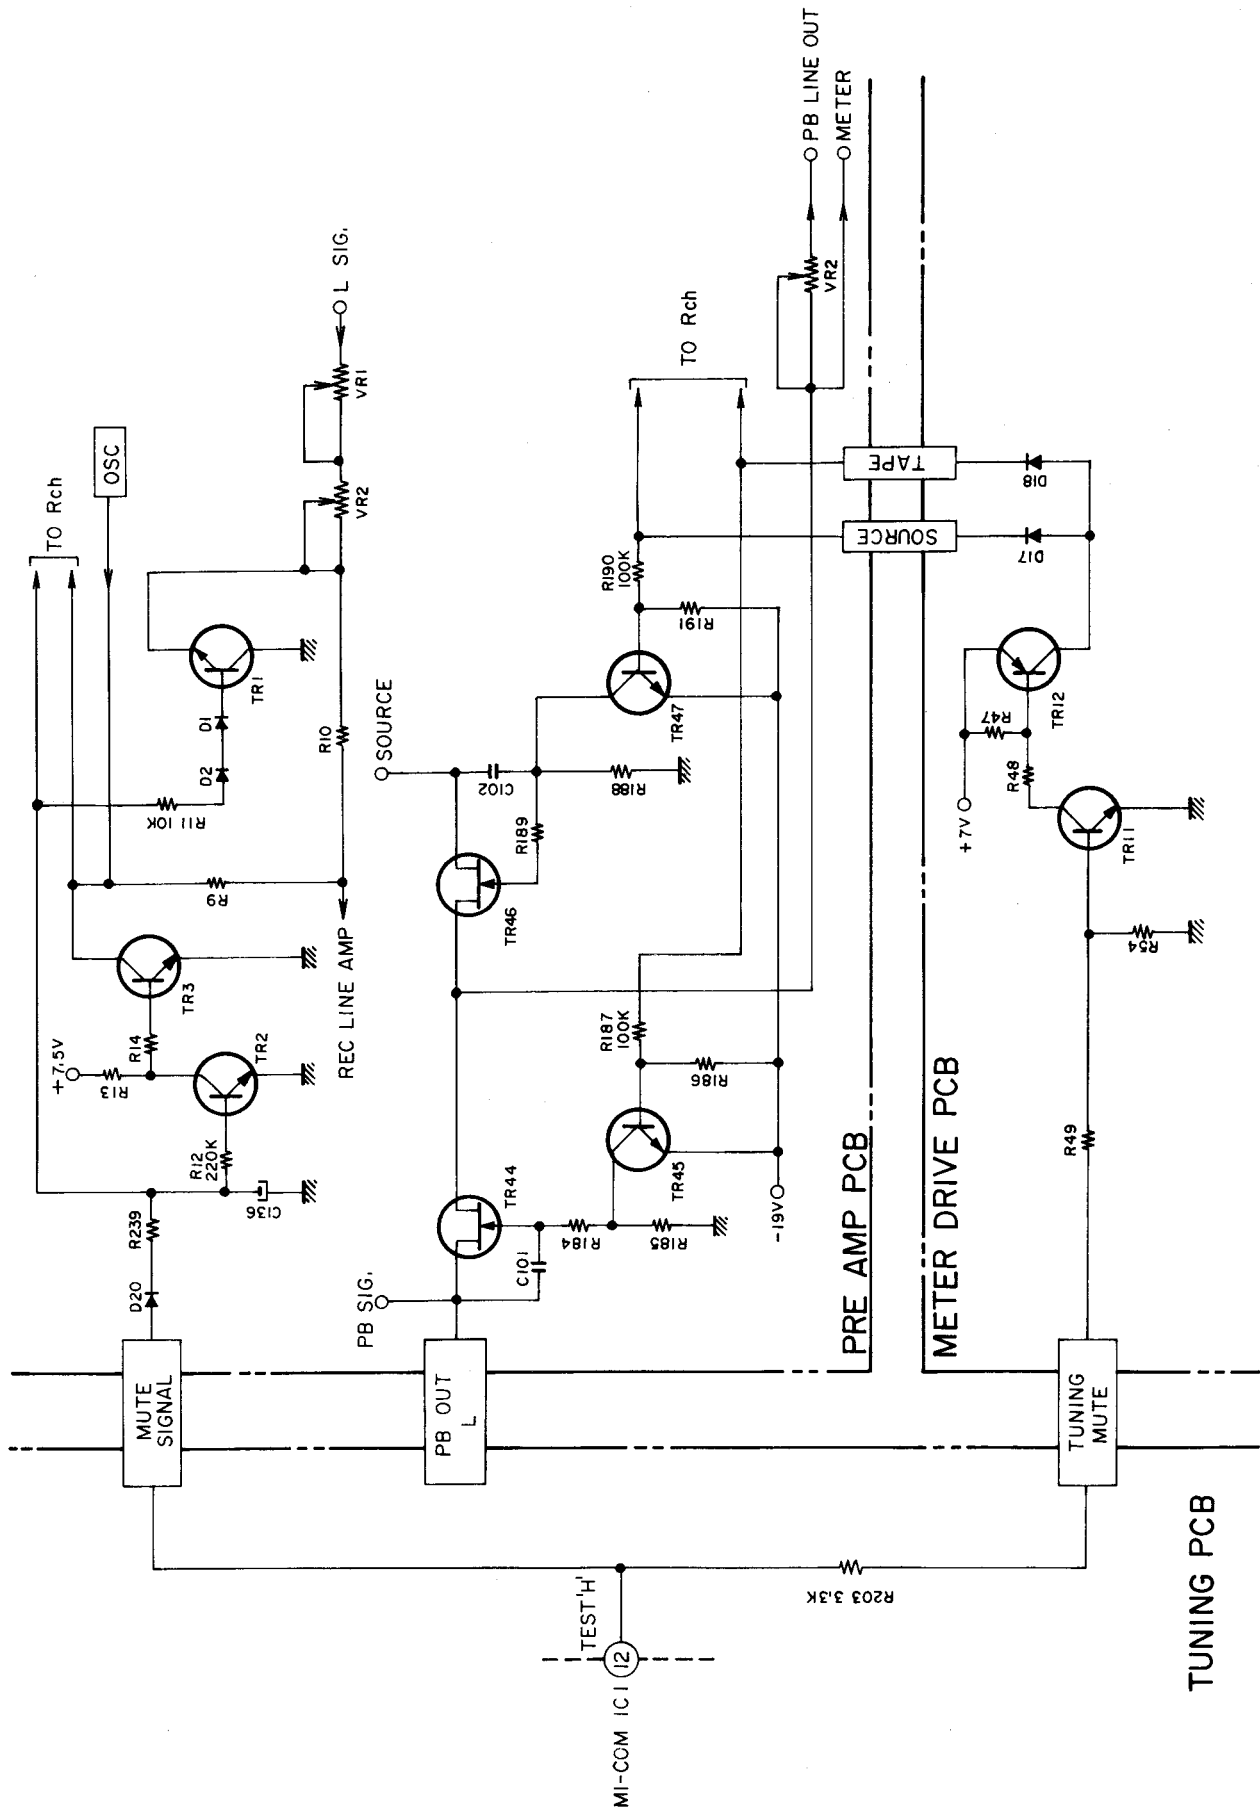 MI-COM IC1
12
TEST 'H'
R203 3.3K
TUNING PCB
MUTE
SIGNAL
PB OUT
L
TUNING
MUTE
D20
R239
C136
R12
220K
R13
+7.5V
TR2
R14
TR3
R9
R11 10K
D2
D1
TR1
TO Rch
OSC
REC LINE AMP
R10
VR2
VR1
L SIG.
PB SIG.
C101
TR44
R184
R185
TR45
R186
R187
100K
-19V
TR46
R189
C102
R188
SOURCE
TR47
R191
R190
100K
TO Rch
VR2
PB LINE OUT
METER
PRE AMP PCB
METER DRIVE PCB
SOURCE
TAPE
D17
D18
R49
R54
TR11
R48
R47
+7V
TR12